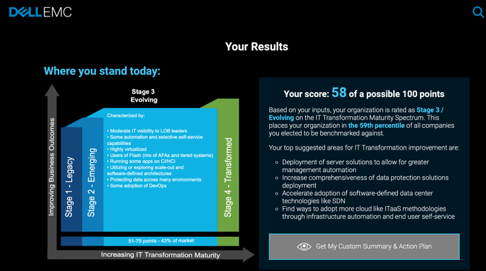 DELLEMC
Your Results
Where you stand today:
Stage 3
Evolving
Characterized by:
• Moderate IT visibility to LOB leaders
• Some automation and selective self-service
capabilities
• Highly virtualized
• Users of Flash (mix of AFAs and tiered systems)
• Running some apps on CI/HCI
• Utilizing or exploring scale-out and
software-defined architectures
• Protecting data across many environments
• Some adoption of DevOps
Stage 1 - Legacy
Stage 2 - Emerging
Stage 4 - Transformed
51-75 points - 43% of market
Improving Business Outcomes
Increasing IT Transformation Maturity
Your score: 58 of a possible 100 points
Based on your inputs, your organization is rated as Stage 3 /
Evolving on the IT Transformation Maturity Spectrum. This
places your organization in the 59th percentile of all companies
you elected to be benchmarked against.
Your top suggested areas for IT Transformation improvement are:
• Deployment of server solutions to allow for greater
management automation
• Increase comprehensiveness of data protection solutions
deployment
• Accelerate adoption of software-defined data center
technologies like SDN
• Find ways to adopt more cloud like ITaaS methodologies
through infrastructure automation and end user self-service
Get My Custom Summary & Action Plan